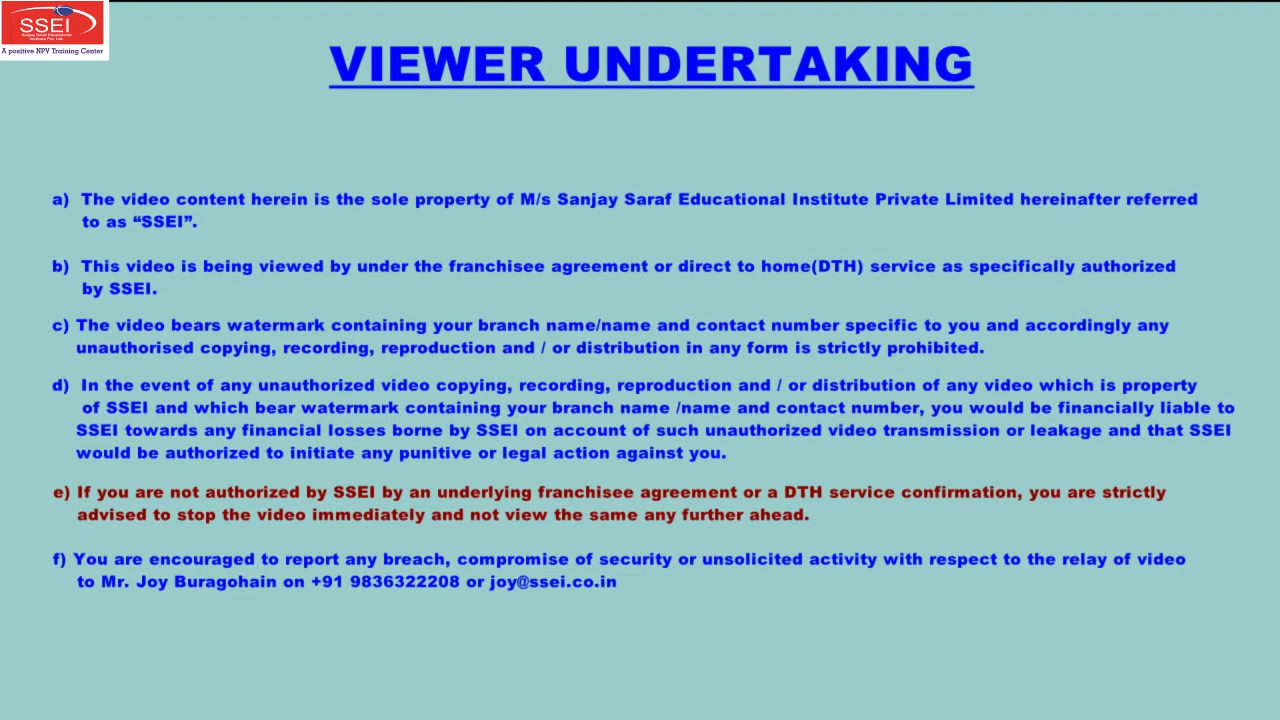 SSEI
Sanjay Saraf Educational
Institute Pvt. Ltd.
A positive NPV Training Center
VIEWER UNDERTAKING
a) The video content herein is the sole property of M/s Sanjay Saraf Educational Institute Private Limited hereinafter referred
to as “SSEI”.
b) This video is being viewed by under the franchisee agreement or direct to home(DTH) service as specifically authorized
by SSEI.
c) The video bears watermark containing your branch name/name and contact number specific to you and accordingly any
unauthorised copying, recording, reproduction and / or distribution in any form is strictly prohibited.
d) In the event of any unauthorized video copying, recording, reproduction and / or distribution of any video which is property
of SSEI and which bear watermark containing your branch name /name and contact number, you would be financially liable to
SSEI towards any financial losses borne by SSEI on account of such unauthorized video transmission or leakage and that SSEI
would be authorized to initiate any punitive or legal action against you.
e) If you are not authorized by SSEI by an underlying franchisee agreement or a DTH service confirmation, you are strictly
advised to stop the video immediately and not view the same any further ahead.
f) You are encouraged to report any breach, compromise of security or unsolicited activity with respect to the relay of video
to Mr. Joy Buragohain on +91 9836322208 or joy@ssei.co.in